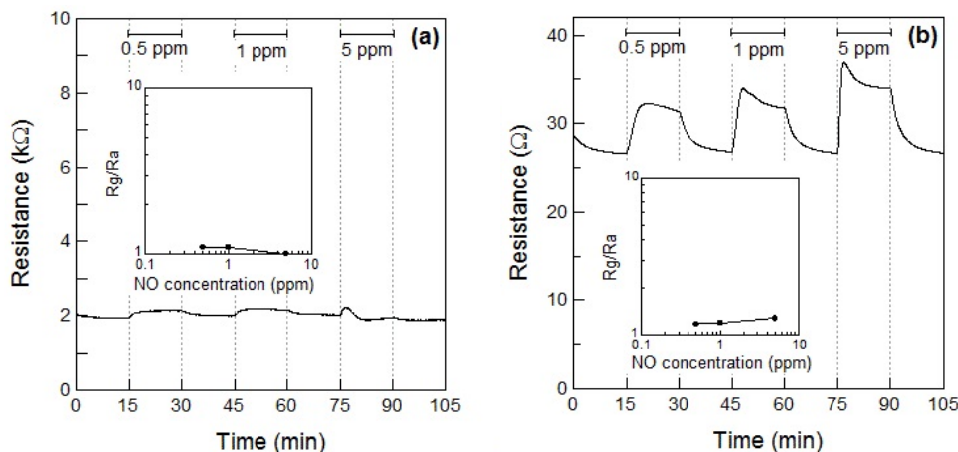 (a)
10
8
6
4
2
0
Resistance (kΩ)
0.5 ppm
1 ppm
5 ppm
10
Rg/Ra
1
0.1
1
10
NO concentration (ppm)
0 15 30 45 60 75 90 105
Time (min)
(b)
40
30
20
10
0
Resistance (Ω)
0.5 ppm
1 ppm
5 ppm
10
Rg/Ra
1
0.1
1
10
NO concentration (ppm)
0 15 30 45 60 75 90 105
Time (min)